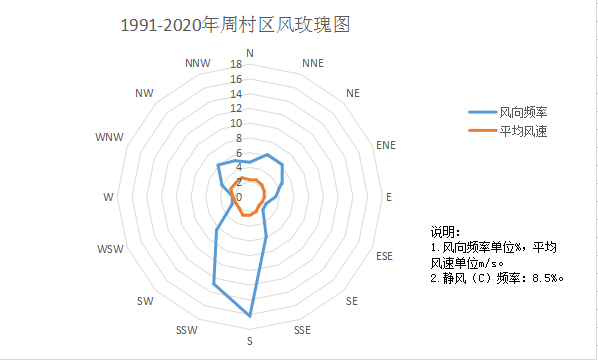 1991-2020年周村区风玫瑰图
N
NNW
NNE
NW
NE
WNW
ENE
W
E
WSW
ESE
SW
SE
SSW
SSE
S
18
16
14
12
10
8
6
4
2
0
风向频率
平均风速
说明：
1.风向频率单位%，平均
风速单位m/s。
2.静风（C）频率：8.5%。